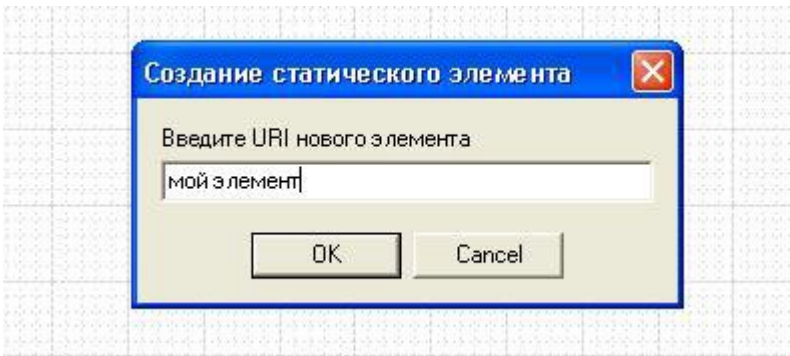 Создание статического элемента
Введите URI нового элемента
мой элемент
OK Cancel